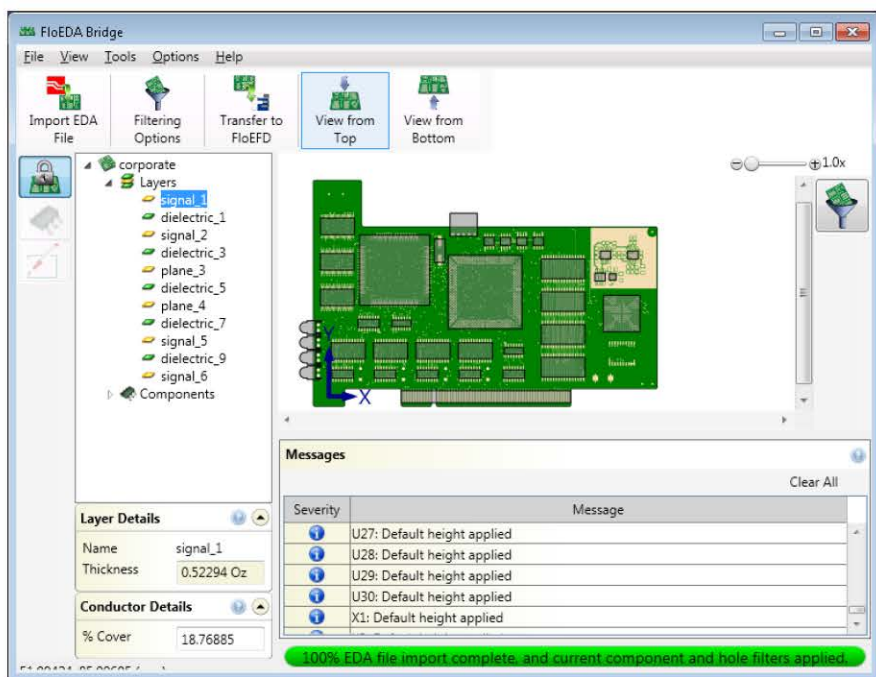 FloEDA Bridge
File View Tools Options Help
Import EDA File
Filtering Options
Transfer to FloEFD
View from Top
View from Bottom
corporate
Layers
signal_1
dielectric_1
signal_2
dielectric_3
plane_3
dielectric_5
plane_4
dielectric_7
signal_5
dielectric_9
signal_6
Components
1.0x
Y
X
Messages
Clear All
Severity Message
U27: Default height applied
U28: Default height applied
U29: Default height applied
U30: Default height applied
X1: Default height applied
Layer Details
Name signal_1
Thickness 0.52294 Oz
Conductor Details
% Cover 18.76885
100% EDA file import complete, and current component and hole filters applied.